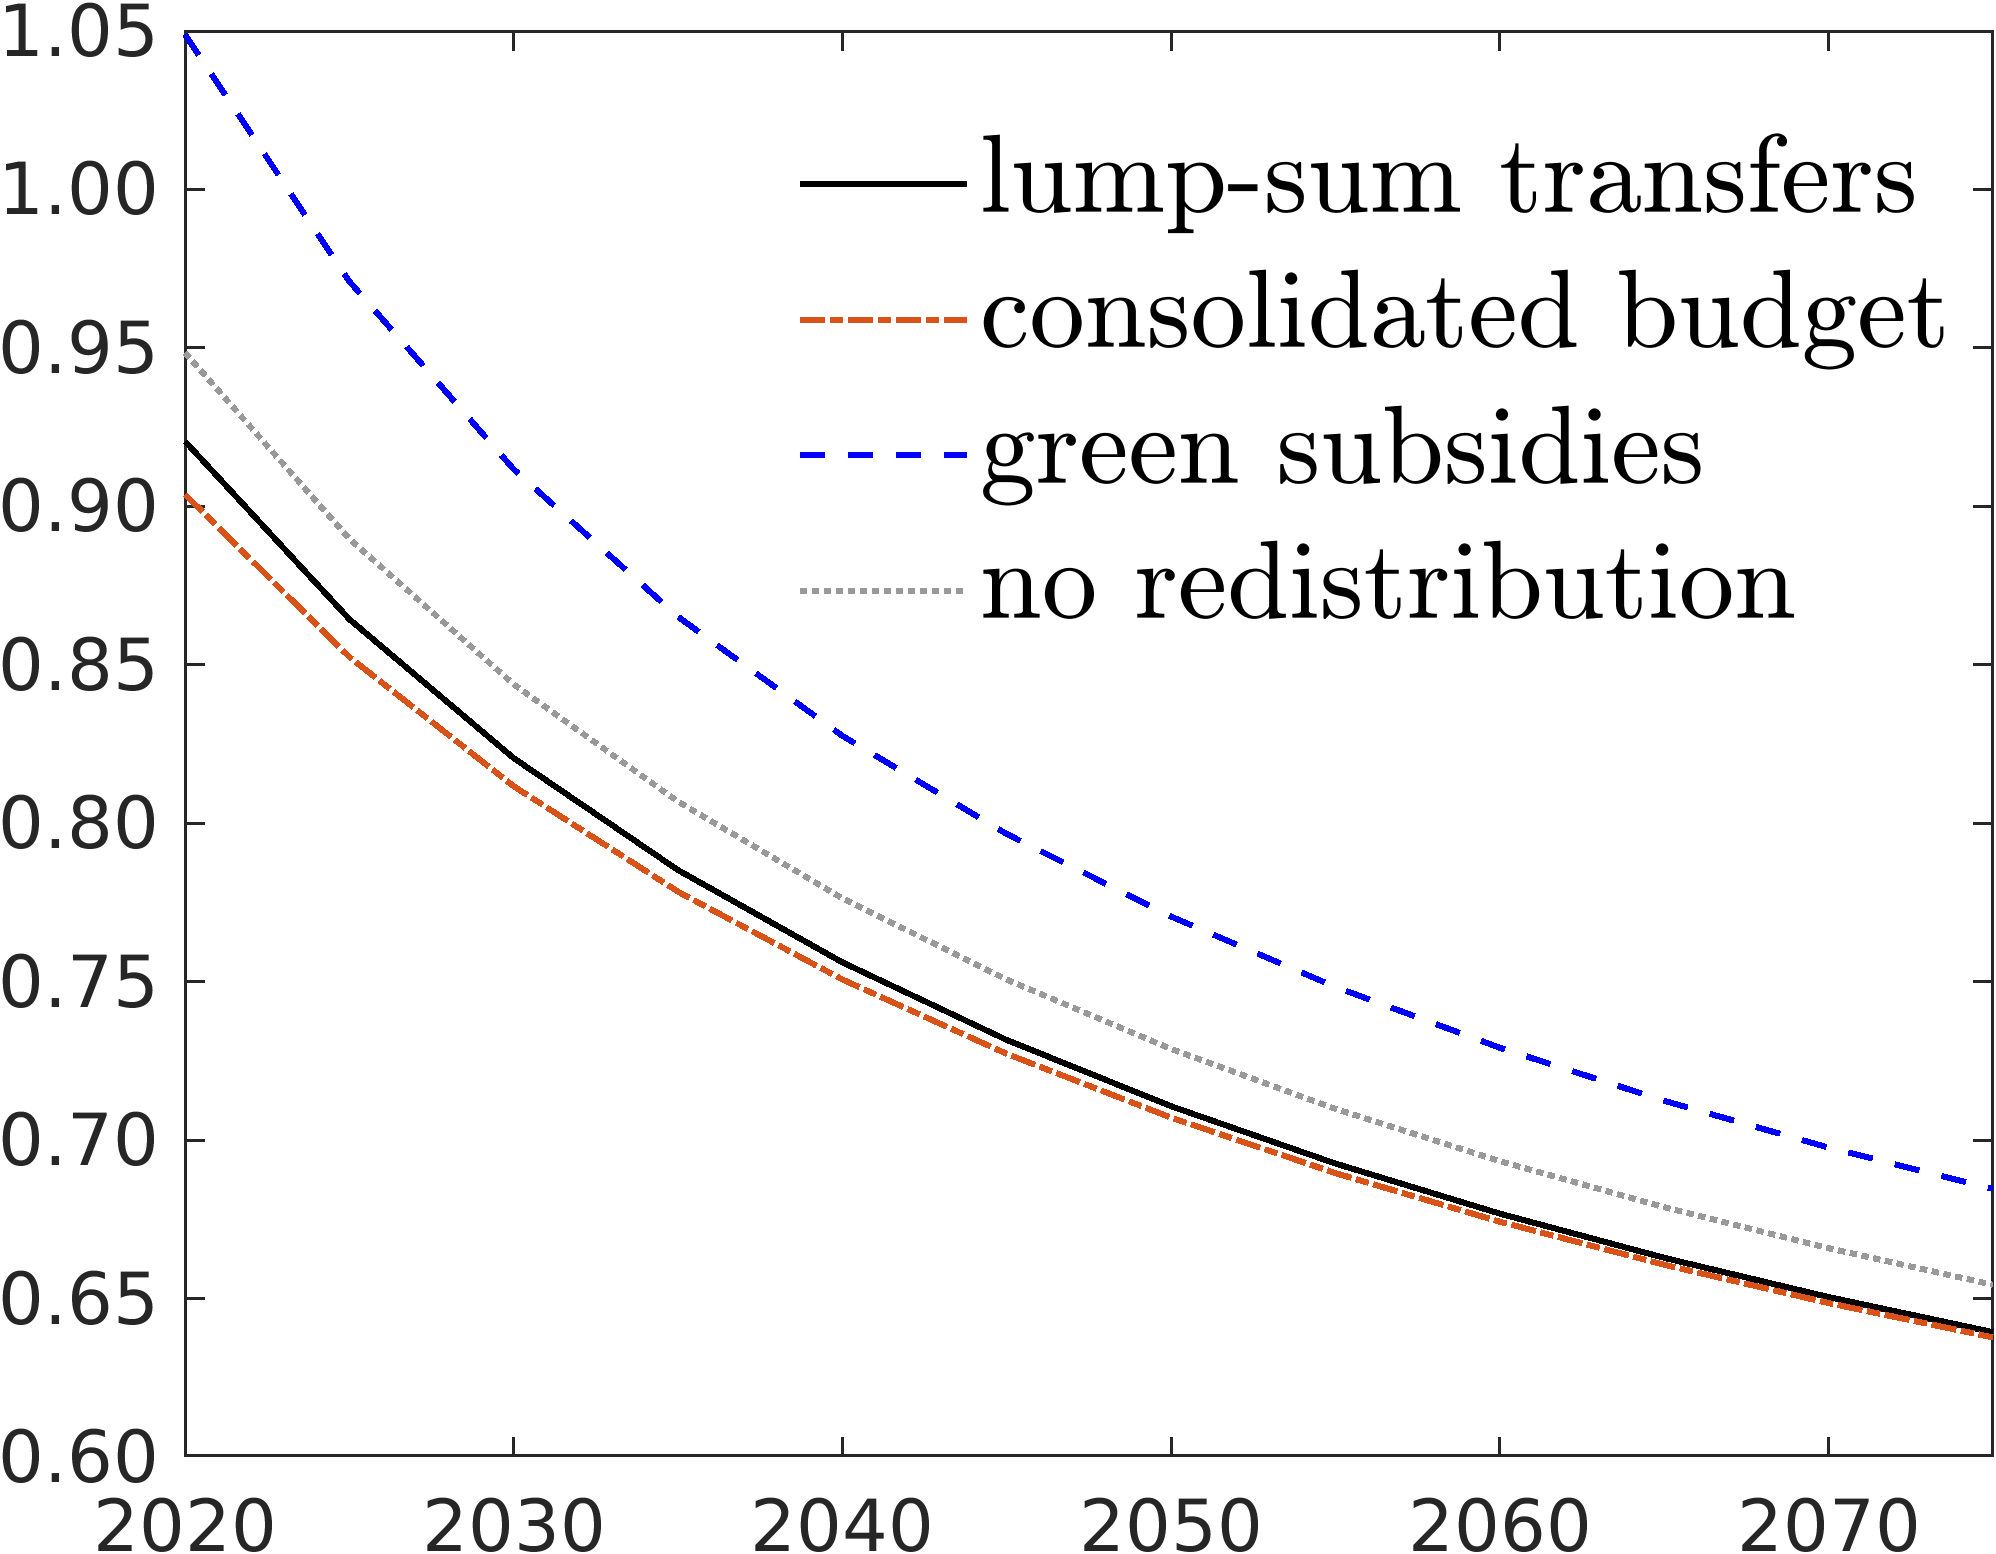 1.05
1.00
0.95
0.90
0.85
0.80
0.75
0.70
0.65
0.60
2020 2030 2040 2050 2060 2070
lump-sum transfers
consolidated budget
green subsidies
no redistribution